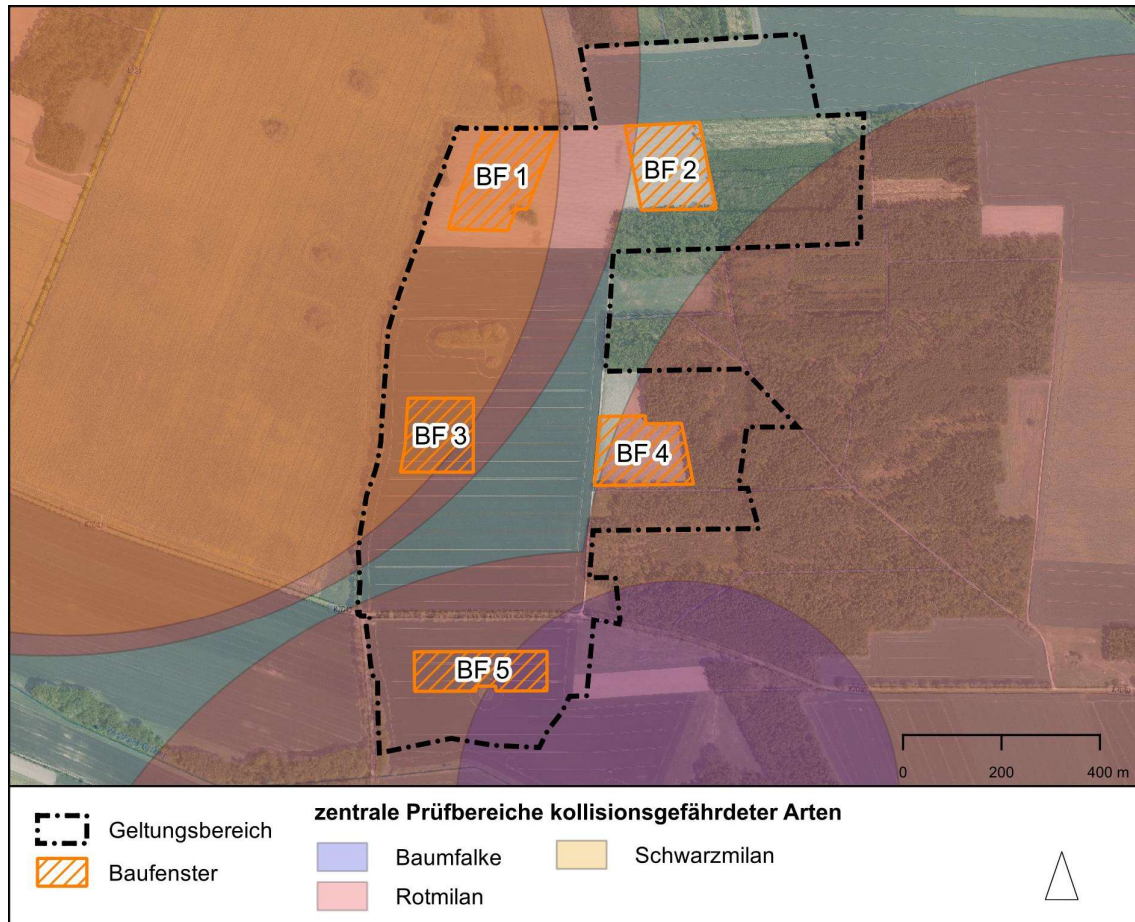 BF 1
BF 2
BF 3
BF 4
BF 5
0 200 400 m
Geltungsbereich
Baufenster
zentrale Prüfbereiche kollisionsgefährdeter Arten
Baumfalke
Schwarzmilan
Rotmilan